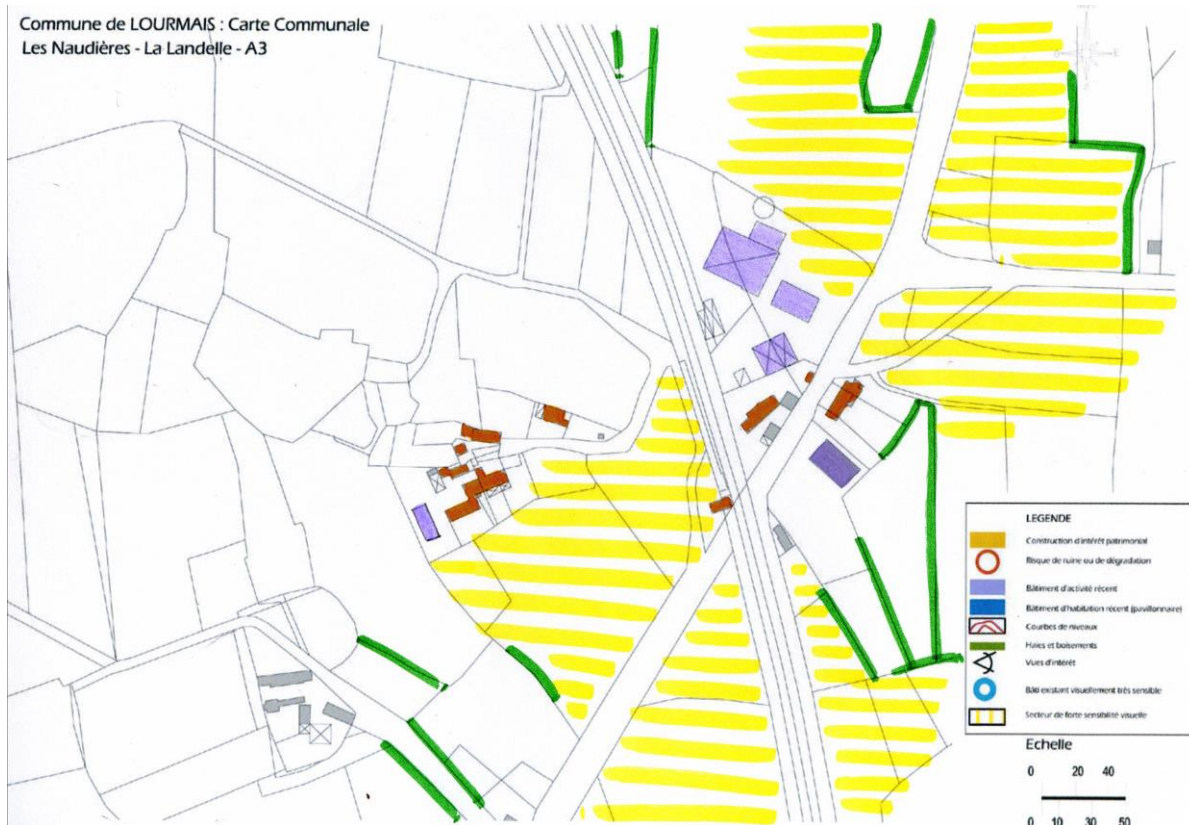 Commune de LOURMAIS : Carte Communale
Les Naudières - La Landelle - A3
LEGENDE
Construction d'intérêt patrimonial
Risque de ruine ou de dégradation
Bâtiment d'activité récent
Bâtiment d'habitation récent (pavillonnaire)
Courbes de niveaux
Haies et boisements
Vues d'intérêt
Bâti existant visuellement très sensible
Secteur de forte sensibilité visuelle
Echelle
0 20 40
0 10 30 50